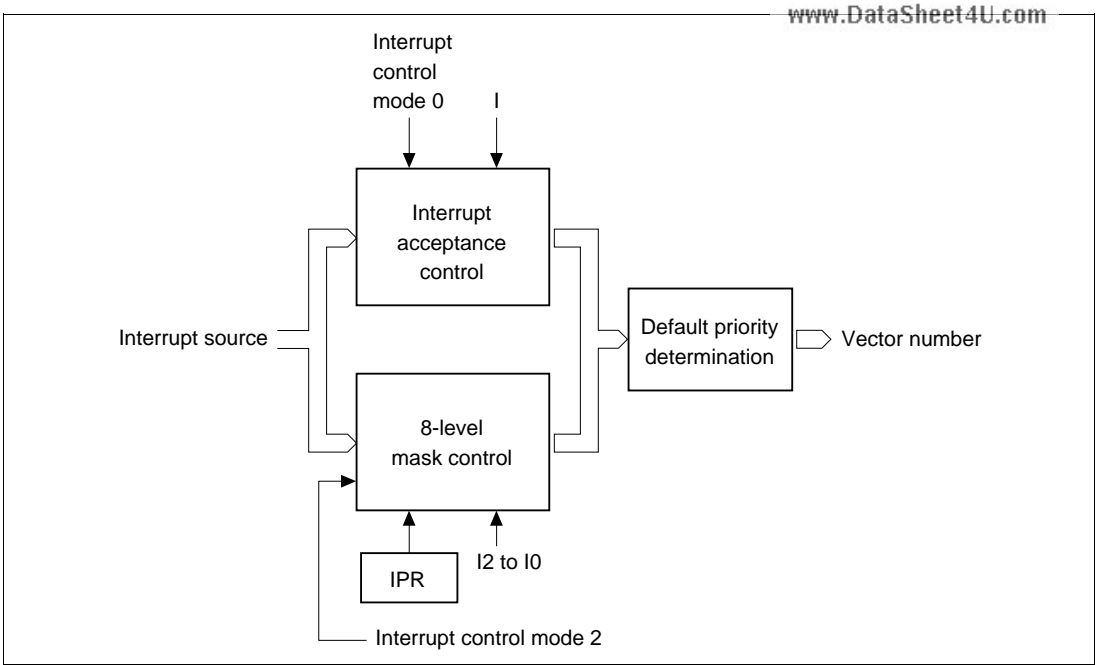 www.DataSheet4U.com
Interrupt
control
mode 0
I
Interrupt
acceptance
control
Interrupt source
Default priority
determination
Vector number
8-level
mask control
IPR
I2 to I0
Interrupt control mode 2